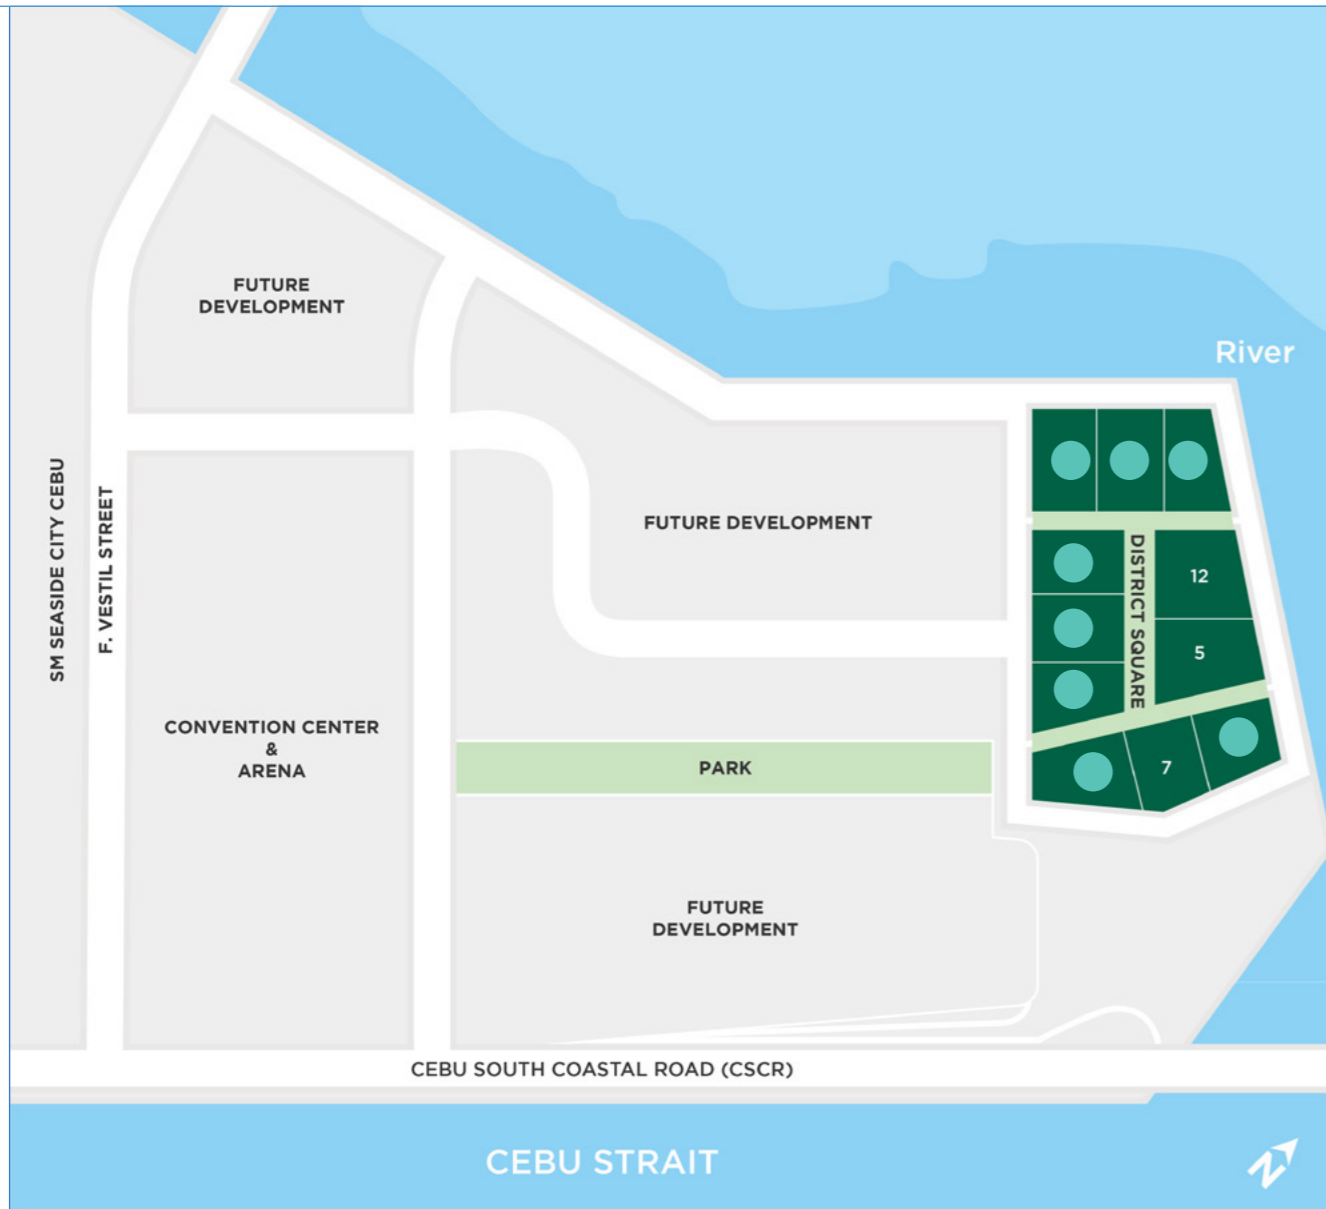 FUTURE
DEVELOPMENT
River
SM SEASIDE CITY CEBU
F. VESTIL STREET
FUTURE DEVELOPMENT
DISTRICT SQUARE
12
5
CONVENTION CENTER
&
ARENA
PARK
7
FUTURE
DEVELOPMENT
CEBU SOUTH COASTAL ROAD (CSCR)
CEBU STRAIT
N